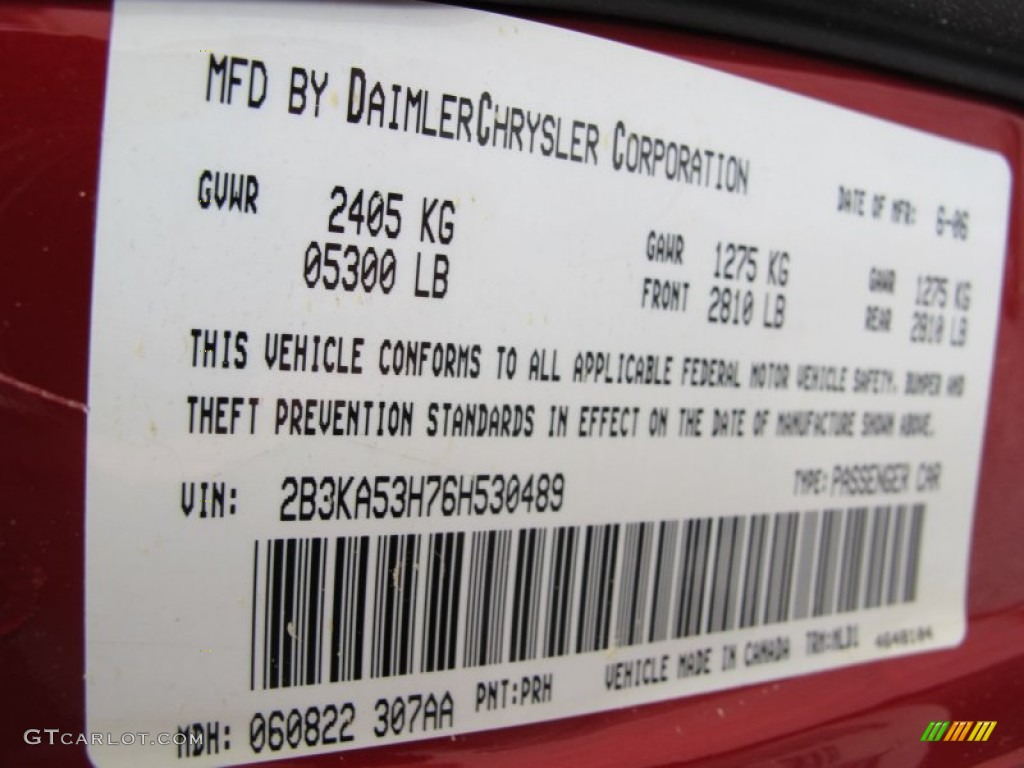 MFD BY DAIMLERCHRYSLER CORPORATION
DATE OF MFR: 6-06
GVWR 2405 KG
05300 LB
GAWR 1275 KG
FRONT 2810 LB
GAWR 1275 KG
REAR 2810 LB
THIS VEHICLE CONFORMS TO ALL APPLICABLE FEDERAL MOTOR VEHICLE SAFETY, BUMPER AND
THEFT PREVENTION STANDARDS IN EFFECT ON THE DATE OF MANUFACTURE SHOWN ABOVE.
VIN: 2B3KA53H76H530489
TYPE: PASSENGER CAR
MDH: 060822 307AA
PNT:PRH
VEHICLE MADE IN CANADA
TRM:MLD1
4648104
GTCARLOT.COM